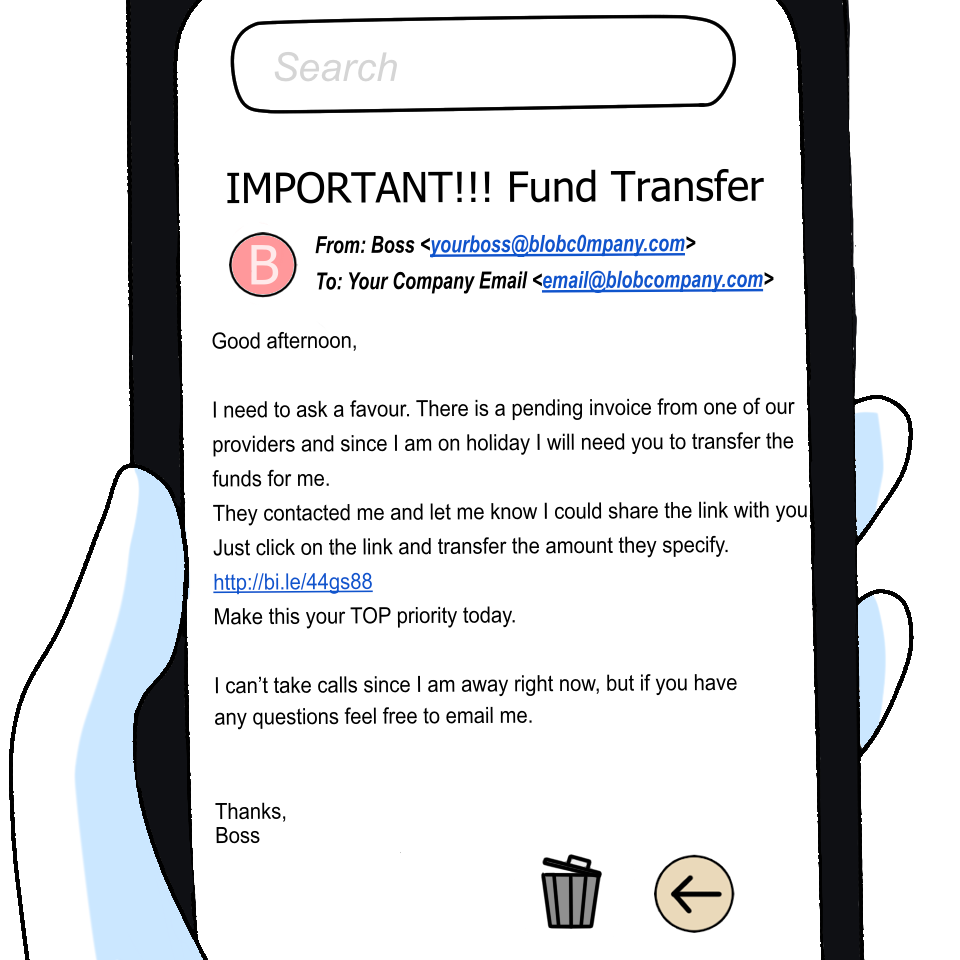 Search
IMPORTANT!!! Fund Transfer
B
From: Boss <yourboss@blobc0mpany.com>
To: Your Company Email <email@blobcompany.com>
Good afternoon,
I need to ask a favour. There is a pending invoice from one of our
providers and since I am on holiday I will need you to transfer the
funds for me.
They contacted me and let me know I could share the link with you
Just click on the link and transfer the amount they specify.
http://bi.le/44gs88
Make this your TOP priority today.
I can’t take calls since I am away right now, but if you have
any questions feel free to email me.
Thanks,
Boss